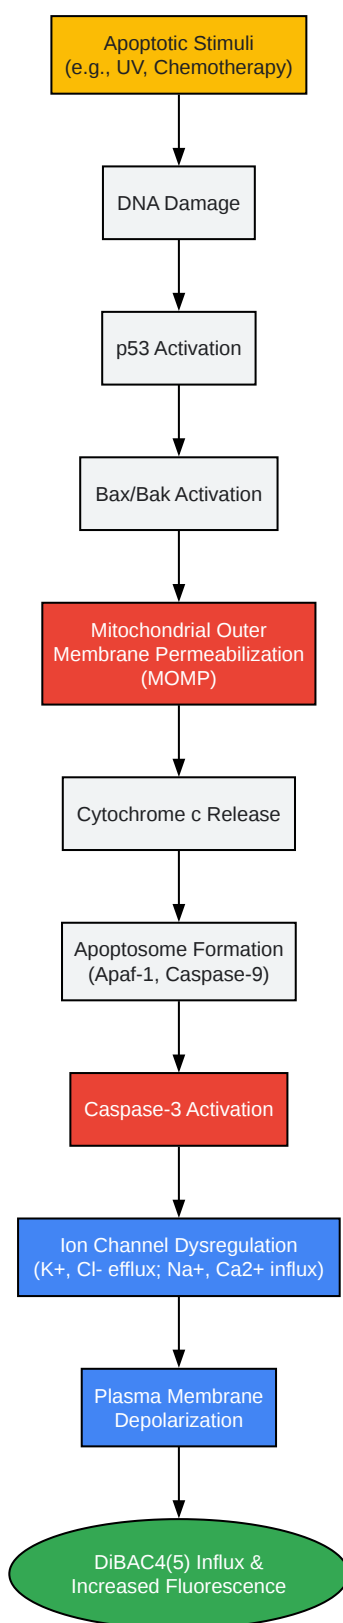 Apoptotic Stimuli
(e.g., UV, Chemotherapy)
DNA Damage
p53 Activation
Bax/Bak Activation
Mitochondrial Outer
Membrane Permeabilization
(MOMP)
Cytochrome c Release
Apoptosome Formation
(Apaf-1, Caspase-9)
Caspase-3 Activation
Ion Channel Dysregulation
(K+, Cl- efflux; Na+, Ca2+ influx)
Plasma Membrane
Depolarization
DiBAC4(5) Influx &
Increased Fluorescence